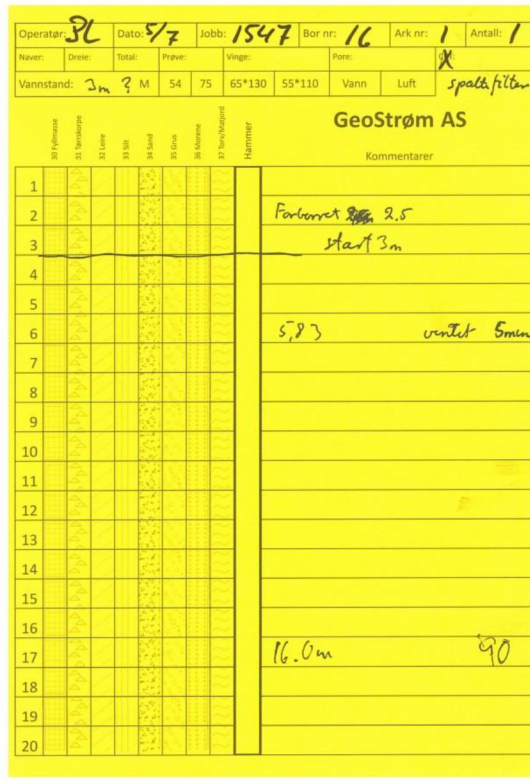 Operatør: BL Dato: 5/7 Jobb: 1547 Bor nr: 16 Ark nr: 1 Antall: 1
Naver: Dreie: Total: Prøve: Vinge: Pore: X
Vannstand: 3m ? M 54 75 65*130 55*110 Vann Luft spaltefilter
30 Fyllmasse
31 Tørrskorpe
32 Leire
33 Silt
34 Sand
35 Grus
36 Morene
37 Torv/Matjord
Hammer
GeoStrøm AS
Kommentarer
1
2 Forborret 2.5
3 start 3m
4
5
6 5,83 ventet 5min
7
8
9
10
11
12
13
14
15
16
17 16.0m 90
18
19
20